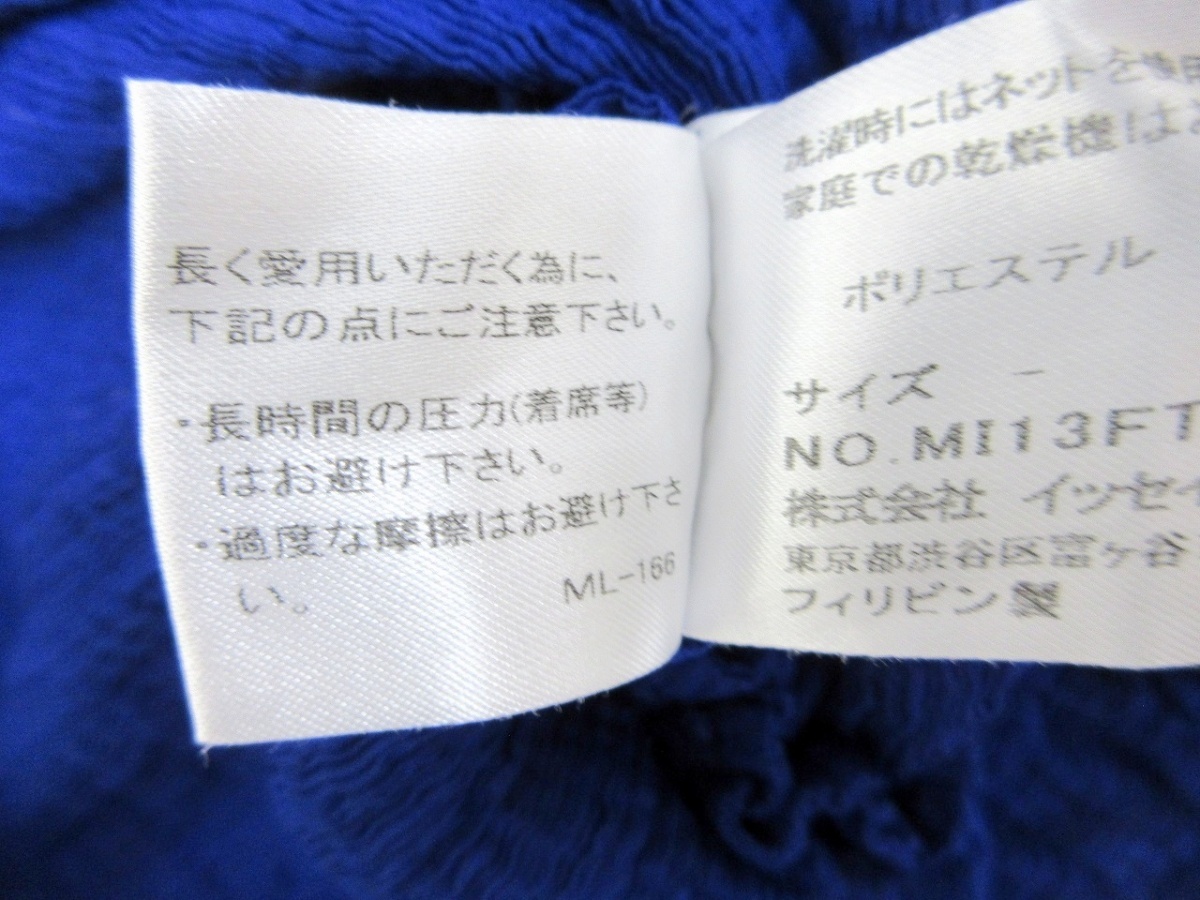 長く愛用いただく為に、
下記の点にご注意下さい。
・長時間の圧力(着席等)
はおお避け下さい。
・過度な摩擦はお避け下さ
い。
ML-166
洗濯時にはネットを使用
家庭での乾燥機は
ポリエステル
サイズ -
NO.MI13FT
株式会社 イッセイ
東京都渋谷区富ヶ谷
フィリピン製